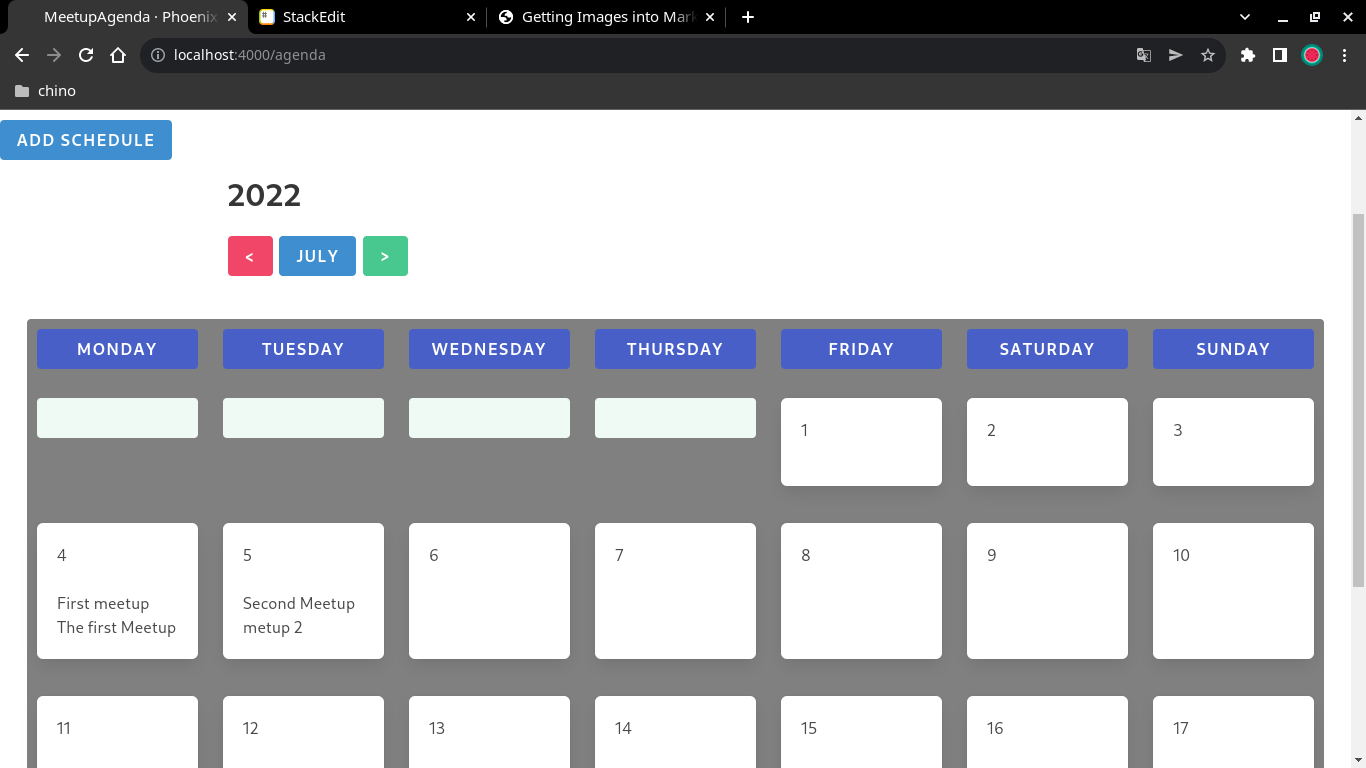 MeetupAgenda · Phoenix
StackEdit
Getting Images into Mark
localhost:4000/agenda
chino
ADD SCHEDULE
2022
< JULY >
MONDAY TUESDAY WEDNESDAY THURSDAY FRIDAY SATURDAY SUNDAY
1 2 3
4 5 6 7 8 9 10
First meetup Second Meetup
The first Meetup metup 2
11 12 13 14 15 16 17